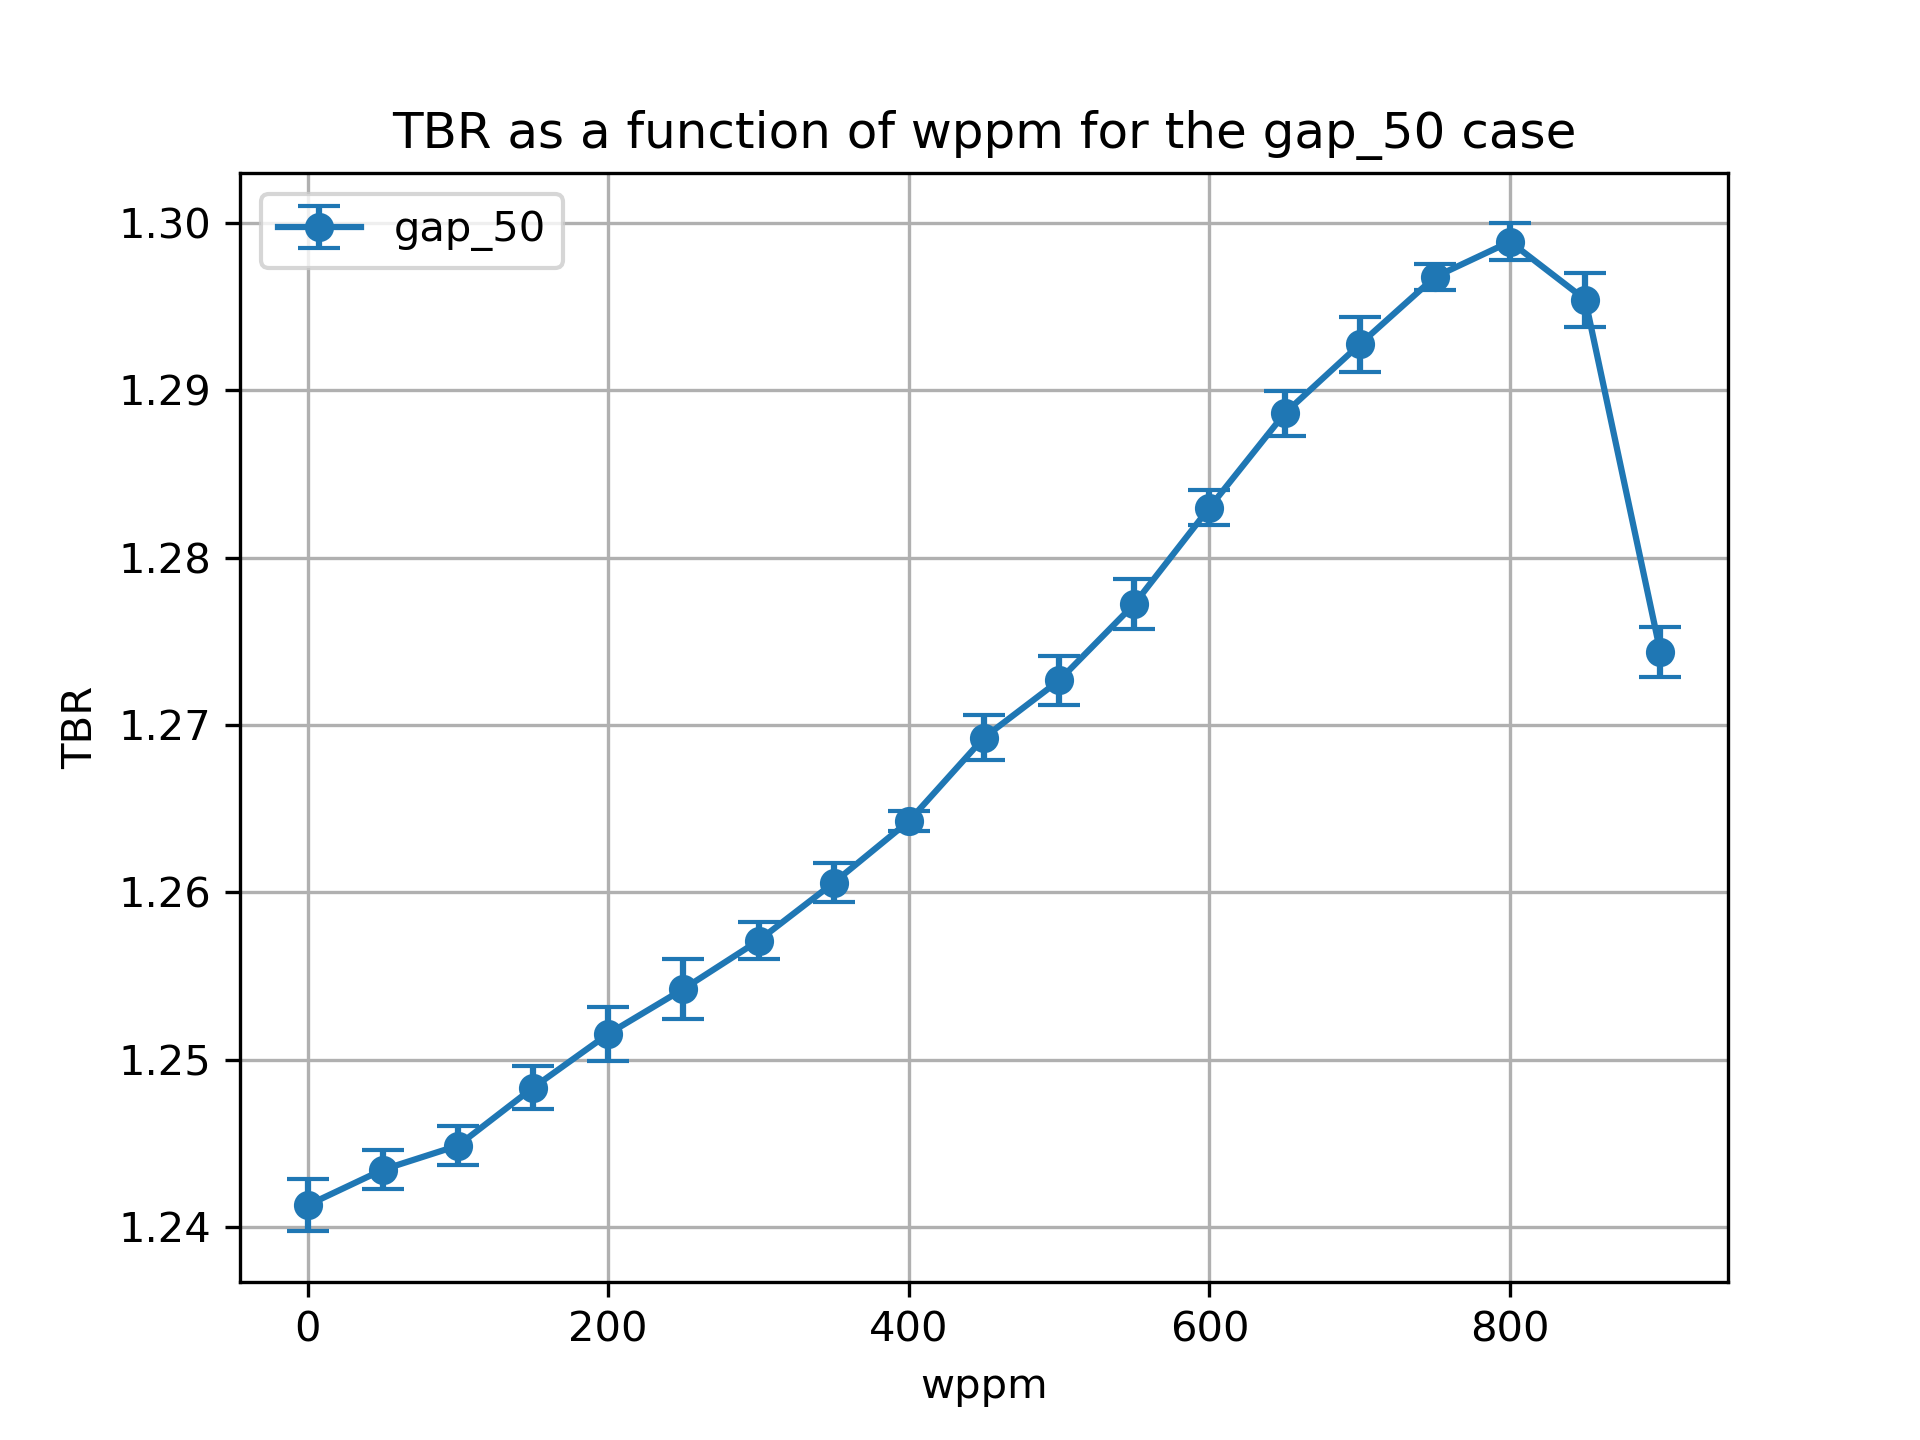 TBR as a function of wppm for the gap_50 case
gap_50
1.30
1.29
1.28
1.27
1.26
1.25
1.24
TBR
0 200 400 600 800
wppm